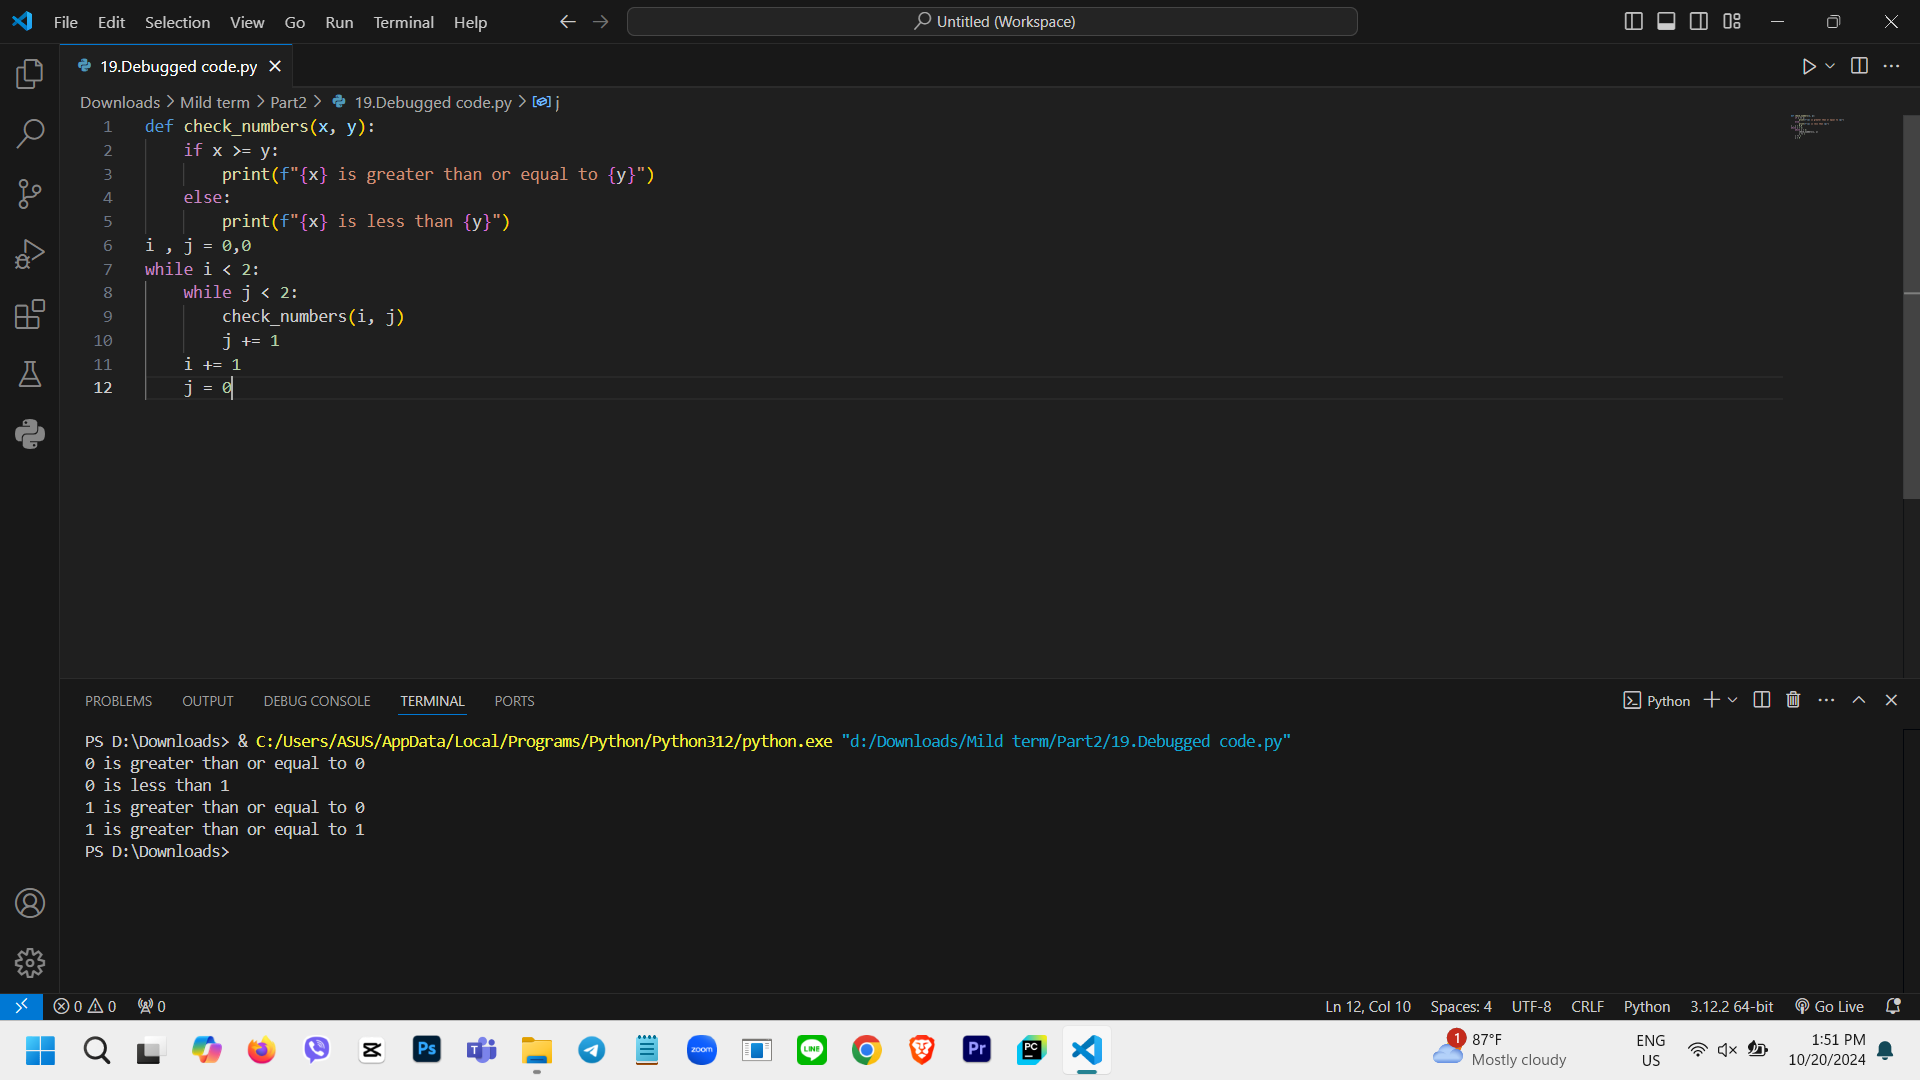 File Edit Selection View Go Run Terminal Help
Untitled (Workspace)
19.Debugged code.py
Downloads > Mild term > Part2 > 19.Debugged code.py > j
1 def check_numbers(x, y):
2     if x >= y:
3         print(f"{x} is greater than or equal to {y}")
4     else:
5         print(f"{x} is less than {y}")
6 i , j = 0,0
7 while i < 2:
8     while j < 2:
9         check_numbers(i, j)
10         j += 1
11     i += 1
12     j = 0
PROBLEMS OUTPUT DEBUG CONSOLE TERMINAL PORTS
Python
PS D:\Downloads> & C:/Users/ASUS/AppData/Local/Programs/Python/Python312/python.exe "d:/Downloads/Mild term/Part2/19.Debugged code.py"
0 is greater than or equal to 0
0 is less than 1
1 is greater than or equal to 0
1 is greater than or equal to 1
PS D:\Downloads>
0 0 0
Ln 12, Col 10 Spaces: 4 UTF-8 CRLF Python 3.12.2 64-bit Go Live
Ps
T
zoom
LINE
Pr
PC
1
87°F
Mostly cloudy
ENG
US
1:51 PM
10/20/2024